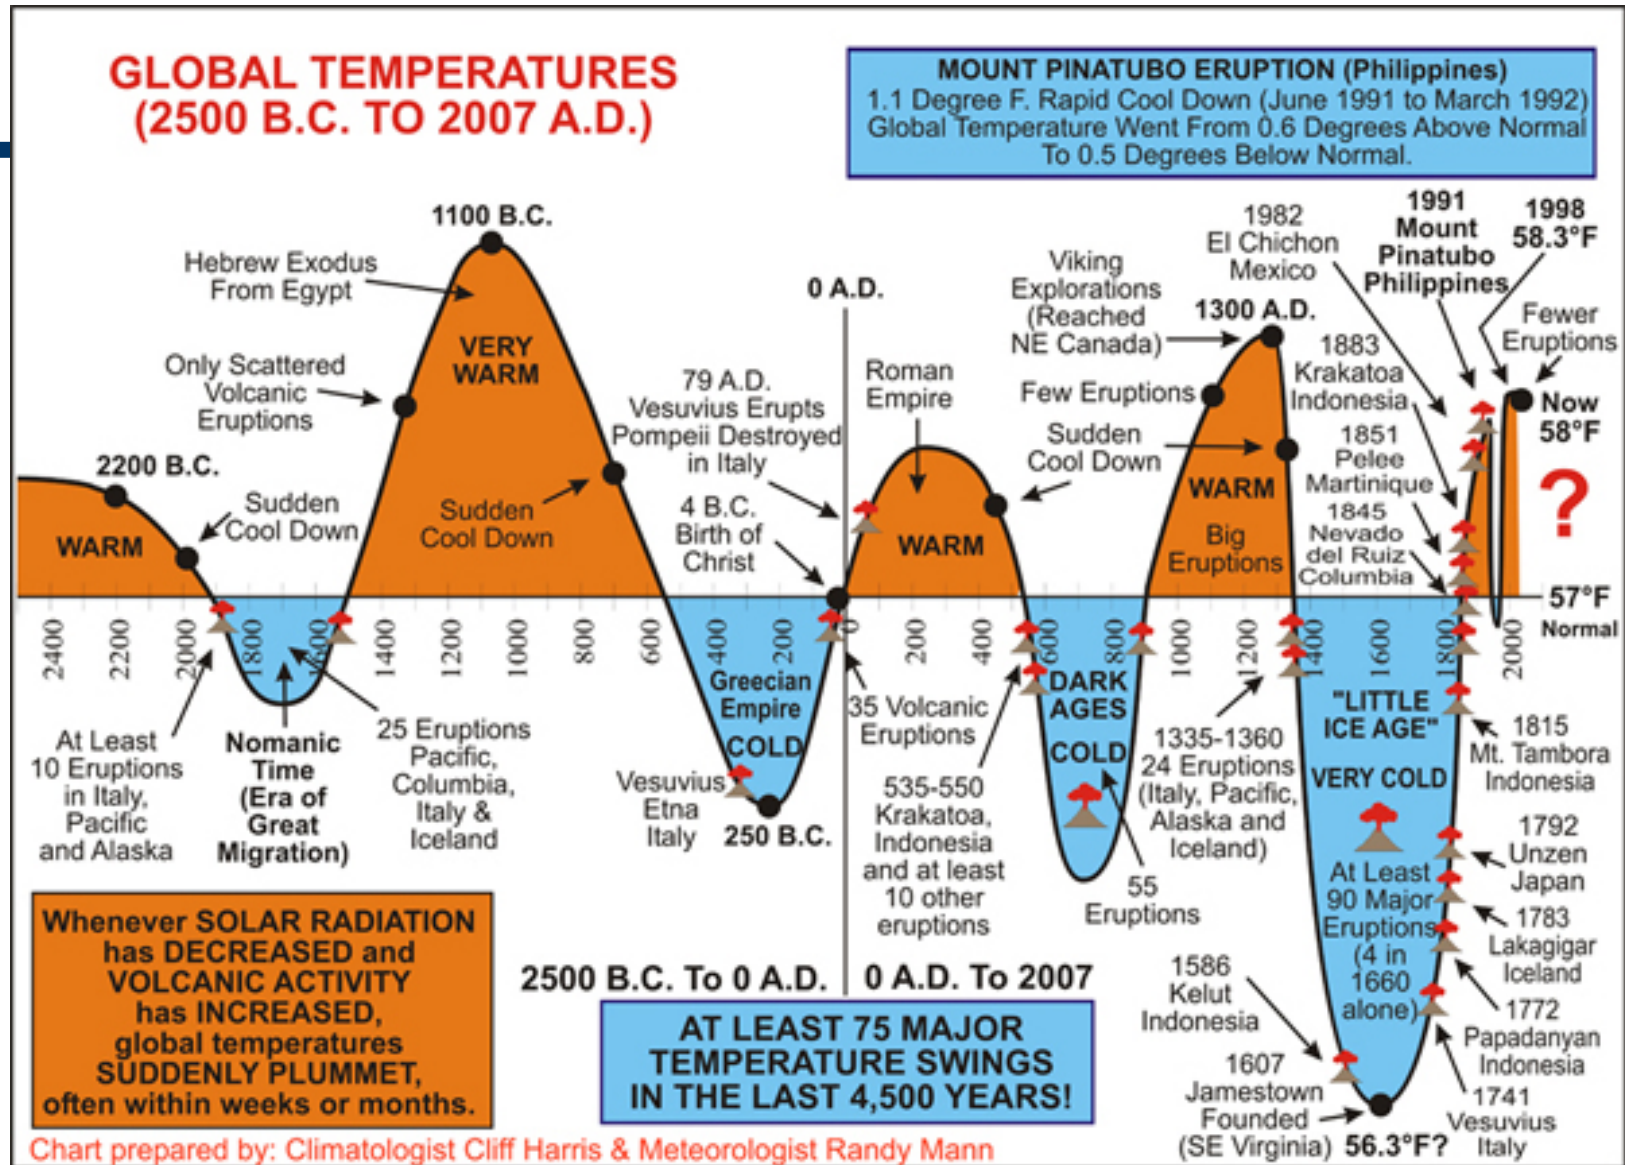 GLOBAL TEMPERATURES
(2500 B.C. TO 2007 A.D.)
MOUNT PINATUBO ERUPTION (Philippines)
1.1 Degree F. Rapid Cool Down (June 1991 to March 1992)
Global Temperature Went From 0.6 Degrees Above Normal
To 0.5 Degrees Below Normal.
2200 B.C.
WARM
Sudden
Cool Down
Only Scattered
Volcanic
Eruptions
Hebrew Exodus
From Egypt
1100 B.C.
VERY
WARM
Sudden
Cool Down
79 A.D.
Vesuvius Erupts
Pompeii Destroyed
in Italy
4 B.C.
Birth of
Christ
0 A.D.
Roman
Empire
WARM
Sudden
Cool Down
Few Eruptions
Viking
Explorations
(Reached
NE Canada)
1300 A.D.
WARM
Big
Eruptions
1982
El Chichon
Mexico
1883
Krakatoa
Indonesia
1851
Pelee
Martinique
1845
Nevado
del Ruiz
Columbia
1991
Mount
Pinatubo
Philippines
1998
58.3°F
Fewer
Eruptions
Now
58°F
?
57°F
Normal
2400
2200
2000
1800
1600
1400
1200
1000
800
600
400
200
0
200
400
600
800
1000
1200
1400
1600
1800
2000
At Least
10 Eruptions
in Italy,
Pacific
and Alaska
Nomanic
Time
(Era of
Great
Migration)
25 Eruptions
Pacific,
Columbia,
Italy &
Iceland
Greecian
Empire
COLD
Vesuvius
Etna
Italy
250 B.C.
35 Volcanic
Eruptions
535-550
Krakatoa,
Indonesia
and at least
10 other
eruptions
DARK
AGES
COLD
55
Eruptions
1335-1360
24 Eruptions
(Italy, Pacific,
Alaska and
Iceland)
"LITTLE
ICE AGE"
VERY COLD
At Least
90 Major
Eruptions
(4 in
1660
alone)
1815
Mt. Tambora
Indonesia
1792
Unzen
Japan
1783
Lakagigar
Iceland
1772
Papadanyan
Indonesia
1741
Vesuvius
Italy
1586
Kelut
Indonesia
1607
Jamestown
Founded
(SE Virginia)
56.3°F?
2500 B.C. To 0 A.D.
0 A.D. To 2007
Whenever SOLAR RADIATION
has DECREASED and
VOLCANIC ACTIVITY
has INCREASED,
global temperatures
SUDDENLY PLUMMET,
often within weeks or months.
AT LEAST 75 MAJOR
TEMPERATURE SWINGS
IN THE LAST 4,500 YEARS!
Chart prepared by: Climatologist Cliff Harris & Meteorologist Randy Mann